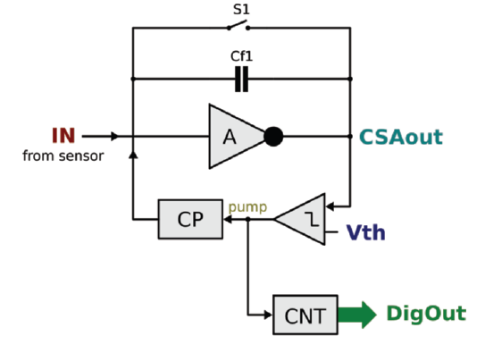 S1
Cf1
IN
from sensor
A
CSAout
CP
pump
Vth
CNT
DigOut